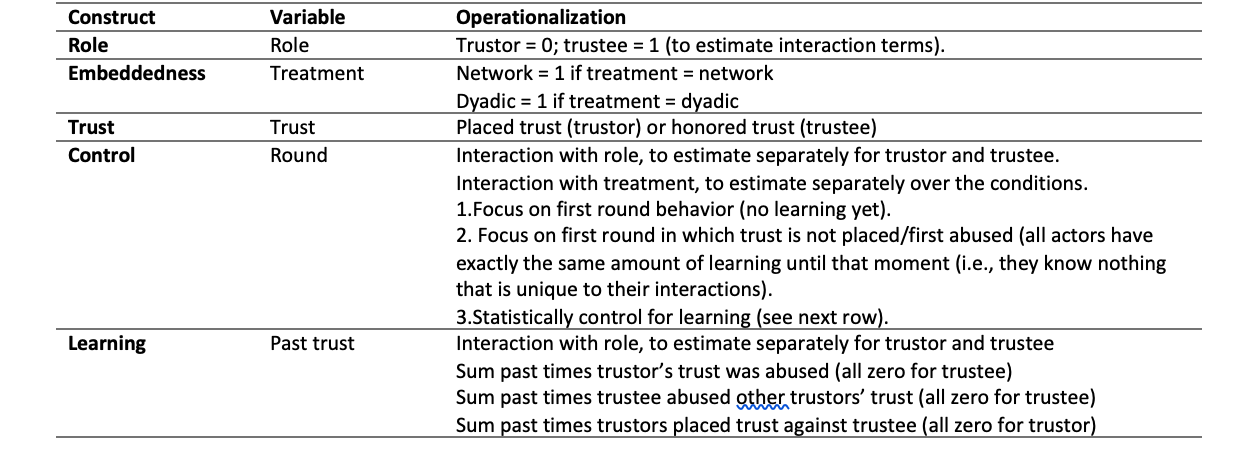 Construct Variable Operationalization
Role Role Trustor = 0; trustee = 1 (to estimate interaction terms).
Embeddedness Treatment Network = 1 if treatment = network
Dyadic = 1 if treatment = dyadic
Trust Trust Placed trust (trustor) or honored trust (trustee)
Control Round Interaction with role, to estimate separately for trustor and trustee.
Interaction with treatment, to estimate separately over the conditions.
1.Focus on first round behavior (no learning yet).
2. Focus on first round in which trust is not placed/first abused (all actors have
exactly the same amount of learning until that moment (i.e., they know nothing
that is unique to their interactions).
3.Statistically control for learning (see next row).
Learning Past trust Interaction with role, to estimate separately for trustor and trustee
Sum past times trustor’s trust was abused (all zero for trustee)
Sum past times trustee abused other trustors’ trust (all zero for trustee)
Sum past times trustors placed trust against trustee (all zero for trustor)